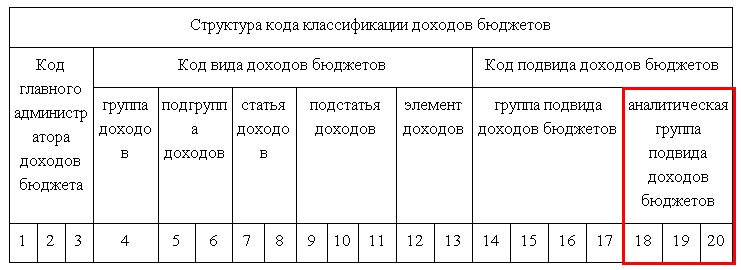 Структура кода классификации доходов бюджетов
Код
главного
администр
атора
доходов
бюджета
Код вида доходов бюджетов
Код подвида доходов бюджетов
группа
доходо
в
подгрупп
а
доходов
статья
доходо
в
подстатья
доходов
элемент
доходов
группа подвида
доходов бюджетов
аналитическая
группа
подвида
доходов
бюджетов
1 2 3 4 5 6 7 8 9 10 11 12 13 14 15 16 17 18 19 20